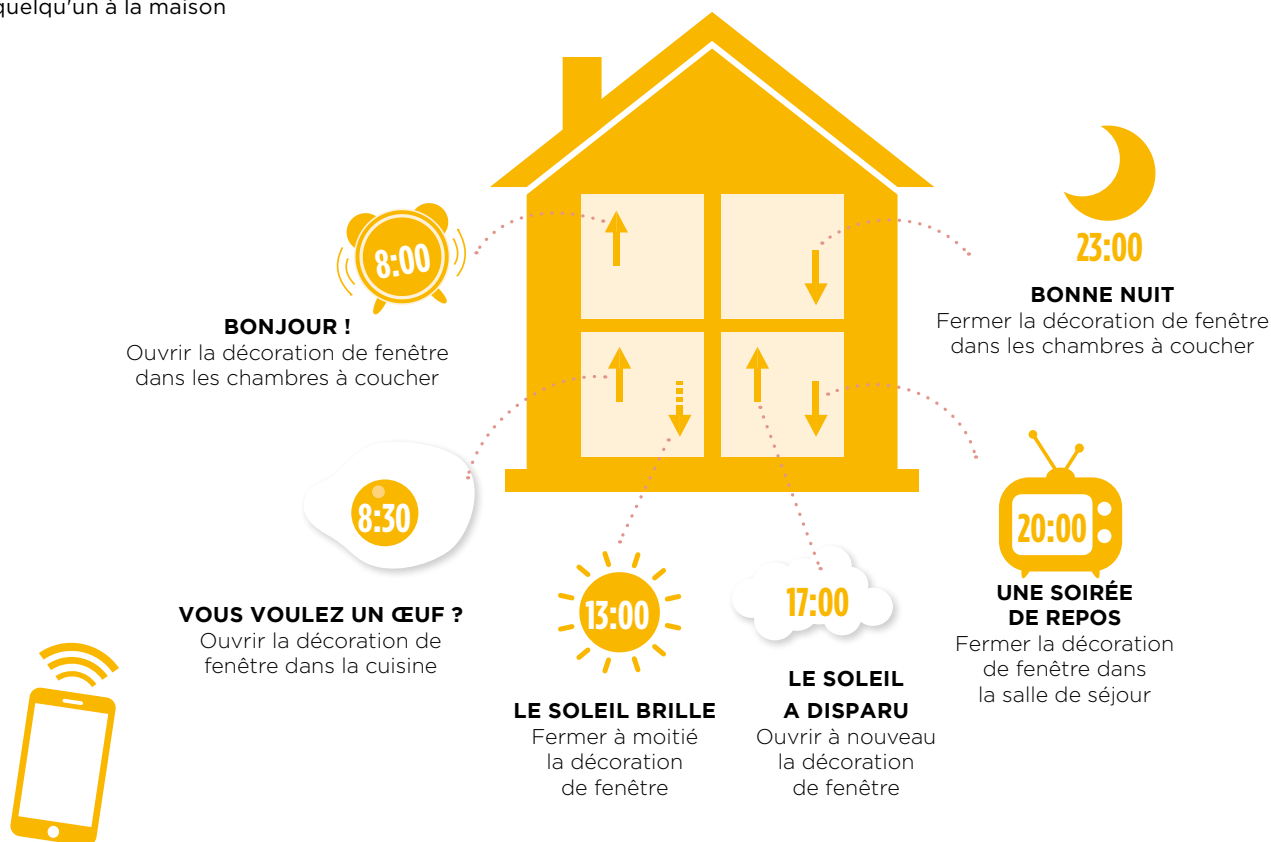 quelqu'un à la maison
8:00
BONJOUR !
Ouvrir la décoration de fenêtre
dans les chambres à coucher
23:00
BONNE NUIT
Fermer la décoration de fenêtre
dans les chambres à coucher
8:30
VOUS VOULEZ UN ŒUF ?
Ouvrir la décoration de
fenêtre dans la cuisine
13:00
LE SOLEIL BRILLE
Fermer à moitié
la décoration
de fenêtre
17:00
LE SOLEIL
A DISPARU
Ouvrir à nouveau
la décoration
de fenêtre
20:00
UNE SOIRÉE
DE REPOS
Fermer la décoration
de fenêtre dans
la salle de séjour